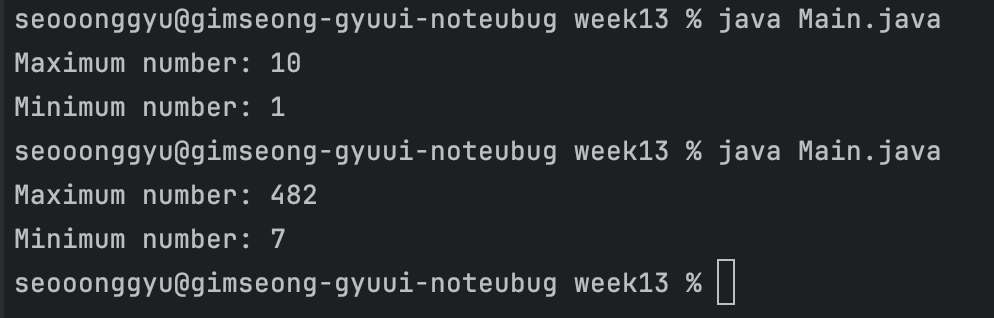 seooonggyu@gimseong-gyuui-noteubug week13 % java Main.java
Maximum number: 10
Minimum number: 1
seooonggyu@gimseong-gyuui-noteubug week13 % java Main.java
Maximum number: 482
Minimum number: 7
seooonggyu@gimseong-gyuui-noteubug week13 %